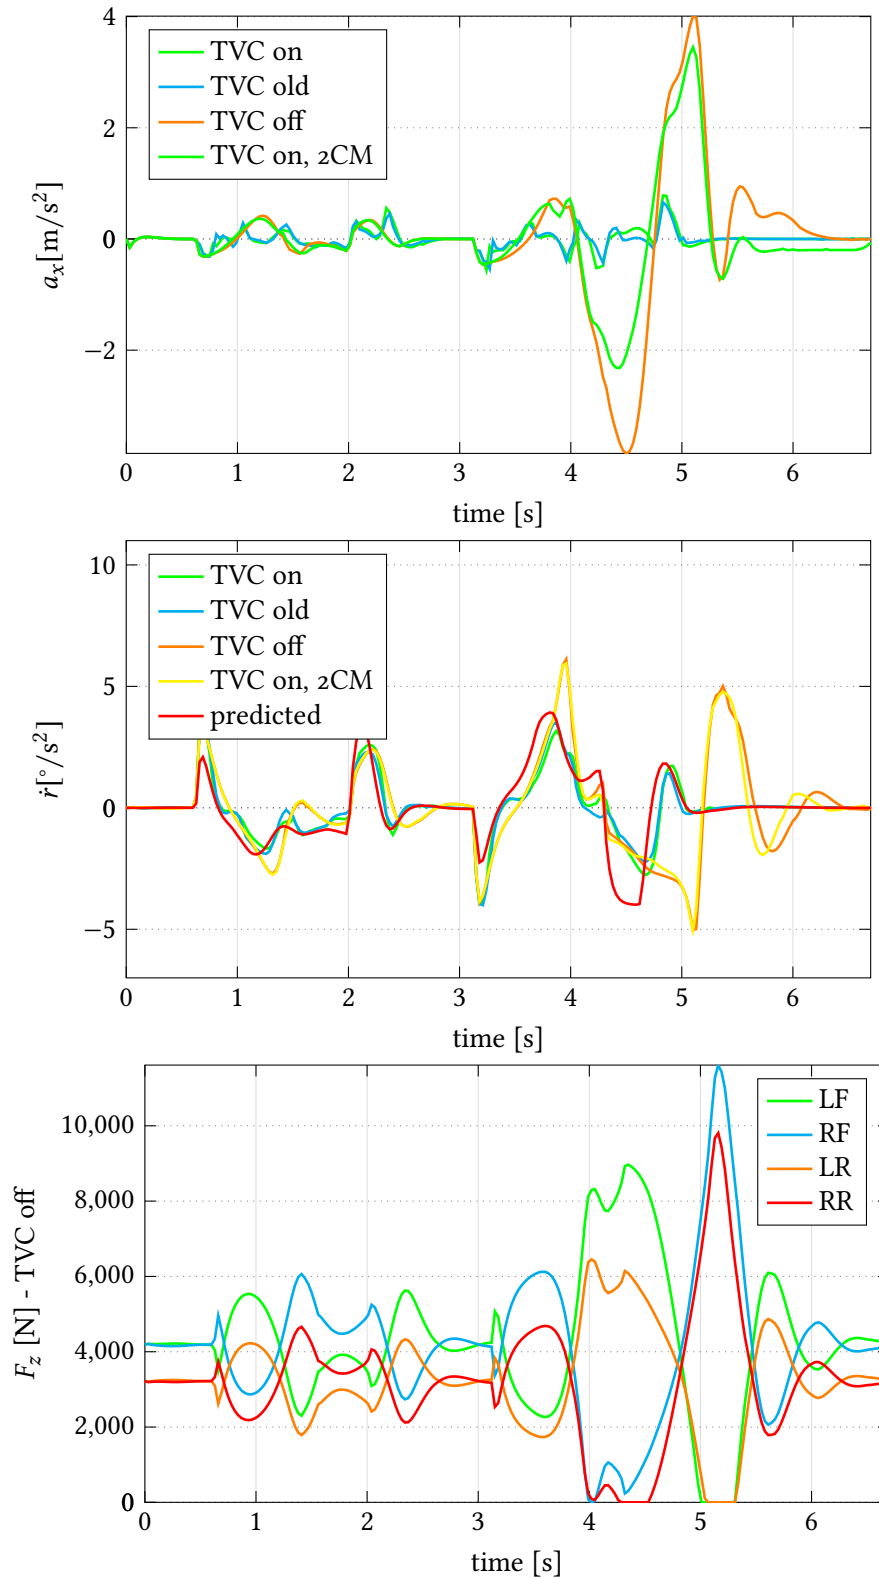 4
2
0
−2
a_x[m/s²]
TVC on
TVC old
TVC off
TVC on, 2CM
0 1 2 3 4 5 6
time [s]
10
5
0
−5
ṙ[°/s²]
TVC on
TVC old
TVC off
TVC on, 2CM
predicted
0 1 2 3 4 5 6
time [s]
10,000
8,000
6,000
4,000
2,000
0
F_z [N] - TVC off
LF
RF
LR
RR
0 1 2 3 4 5 6
time [s]